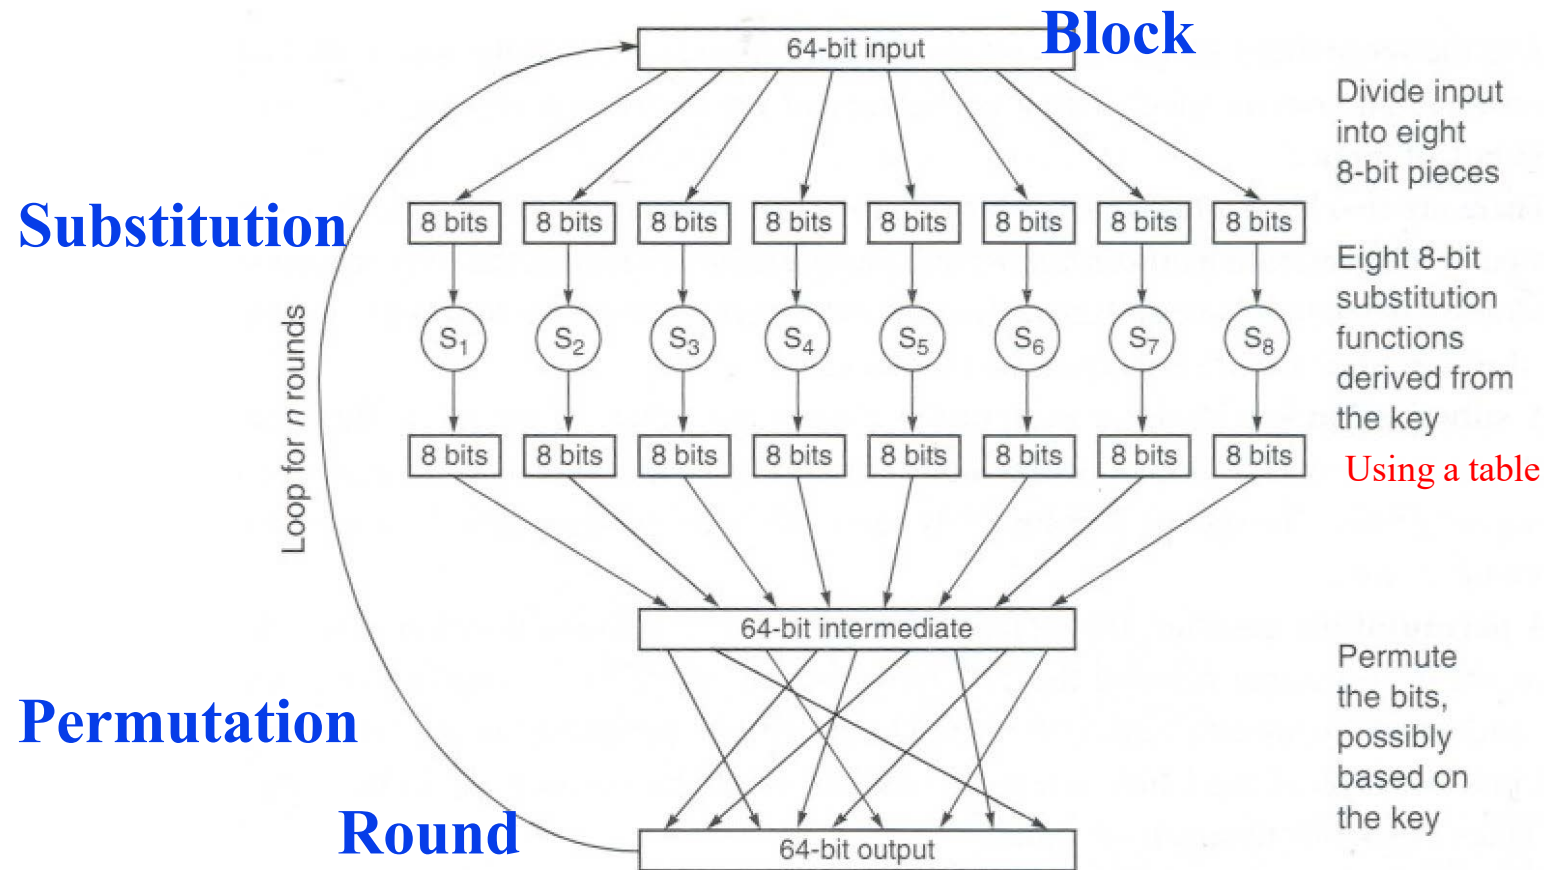 Block
64-bit input
Divide input
into eight
8-bit pieces
Substitution
8 bits 8 bits 8 bits 8 bits 8 bits 8 bits 8 bits 8 bits
Eight 8-bit
substitution
functions
derived from
the key
S1 S2 S3 S4 S5 S6 S7 S8
Loop for n rounds
8 bits 8 bits 8 bits 8 bits 8 bits 8 bits 8 bits 8 bits
Using a table
64-bit intermediate
Permutation
Permute
the bits,
possibly
based on
the key
Round
64-bit output